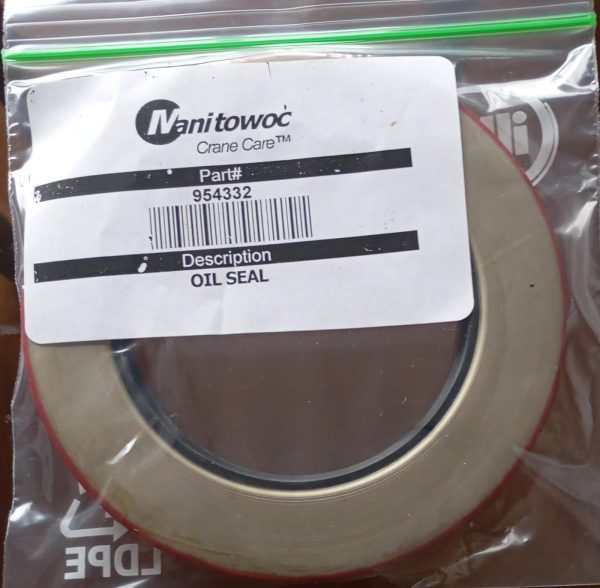 Manitowoc
Crane Care™
Part#
954332
Description
OIL SEAL
LDPE